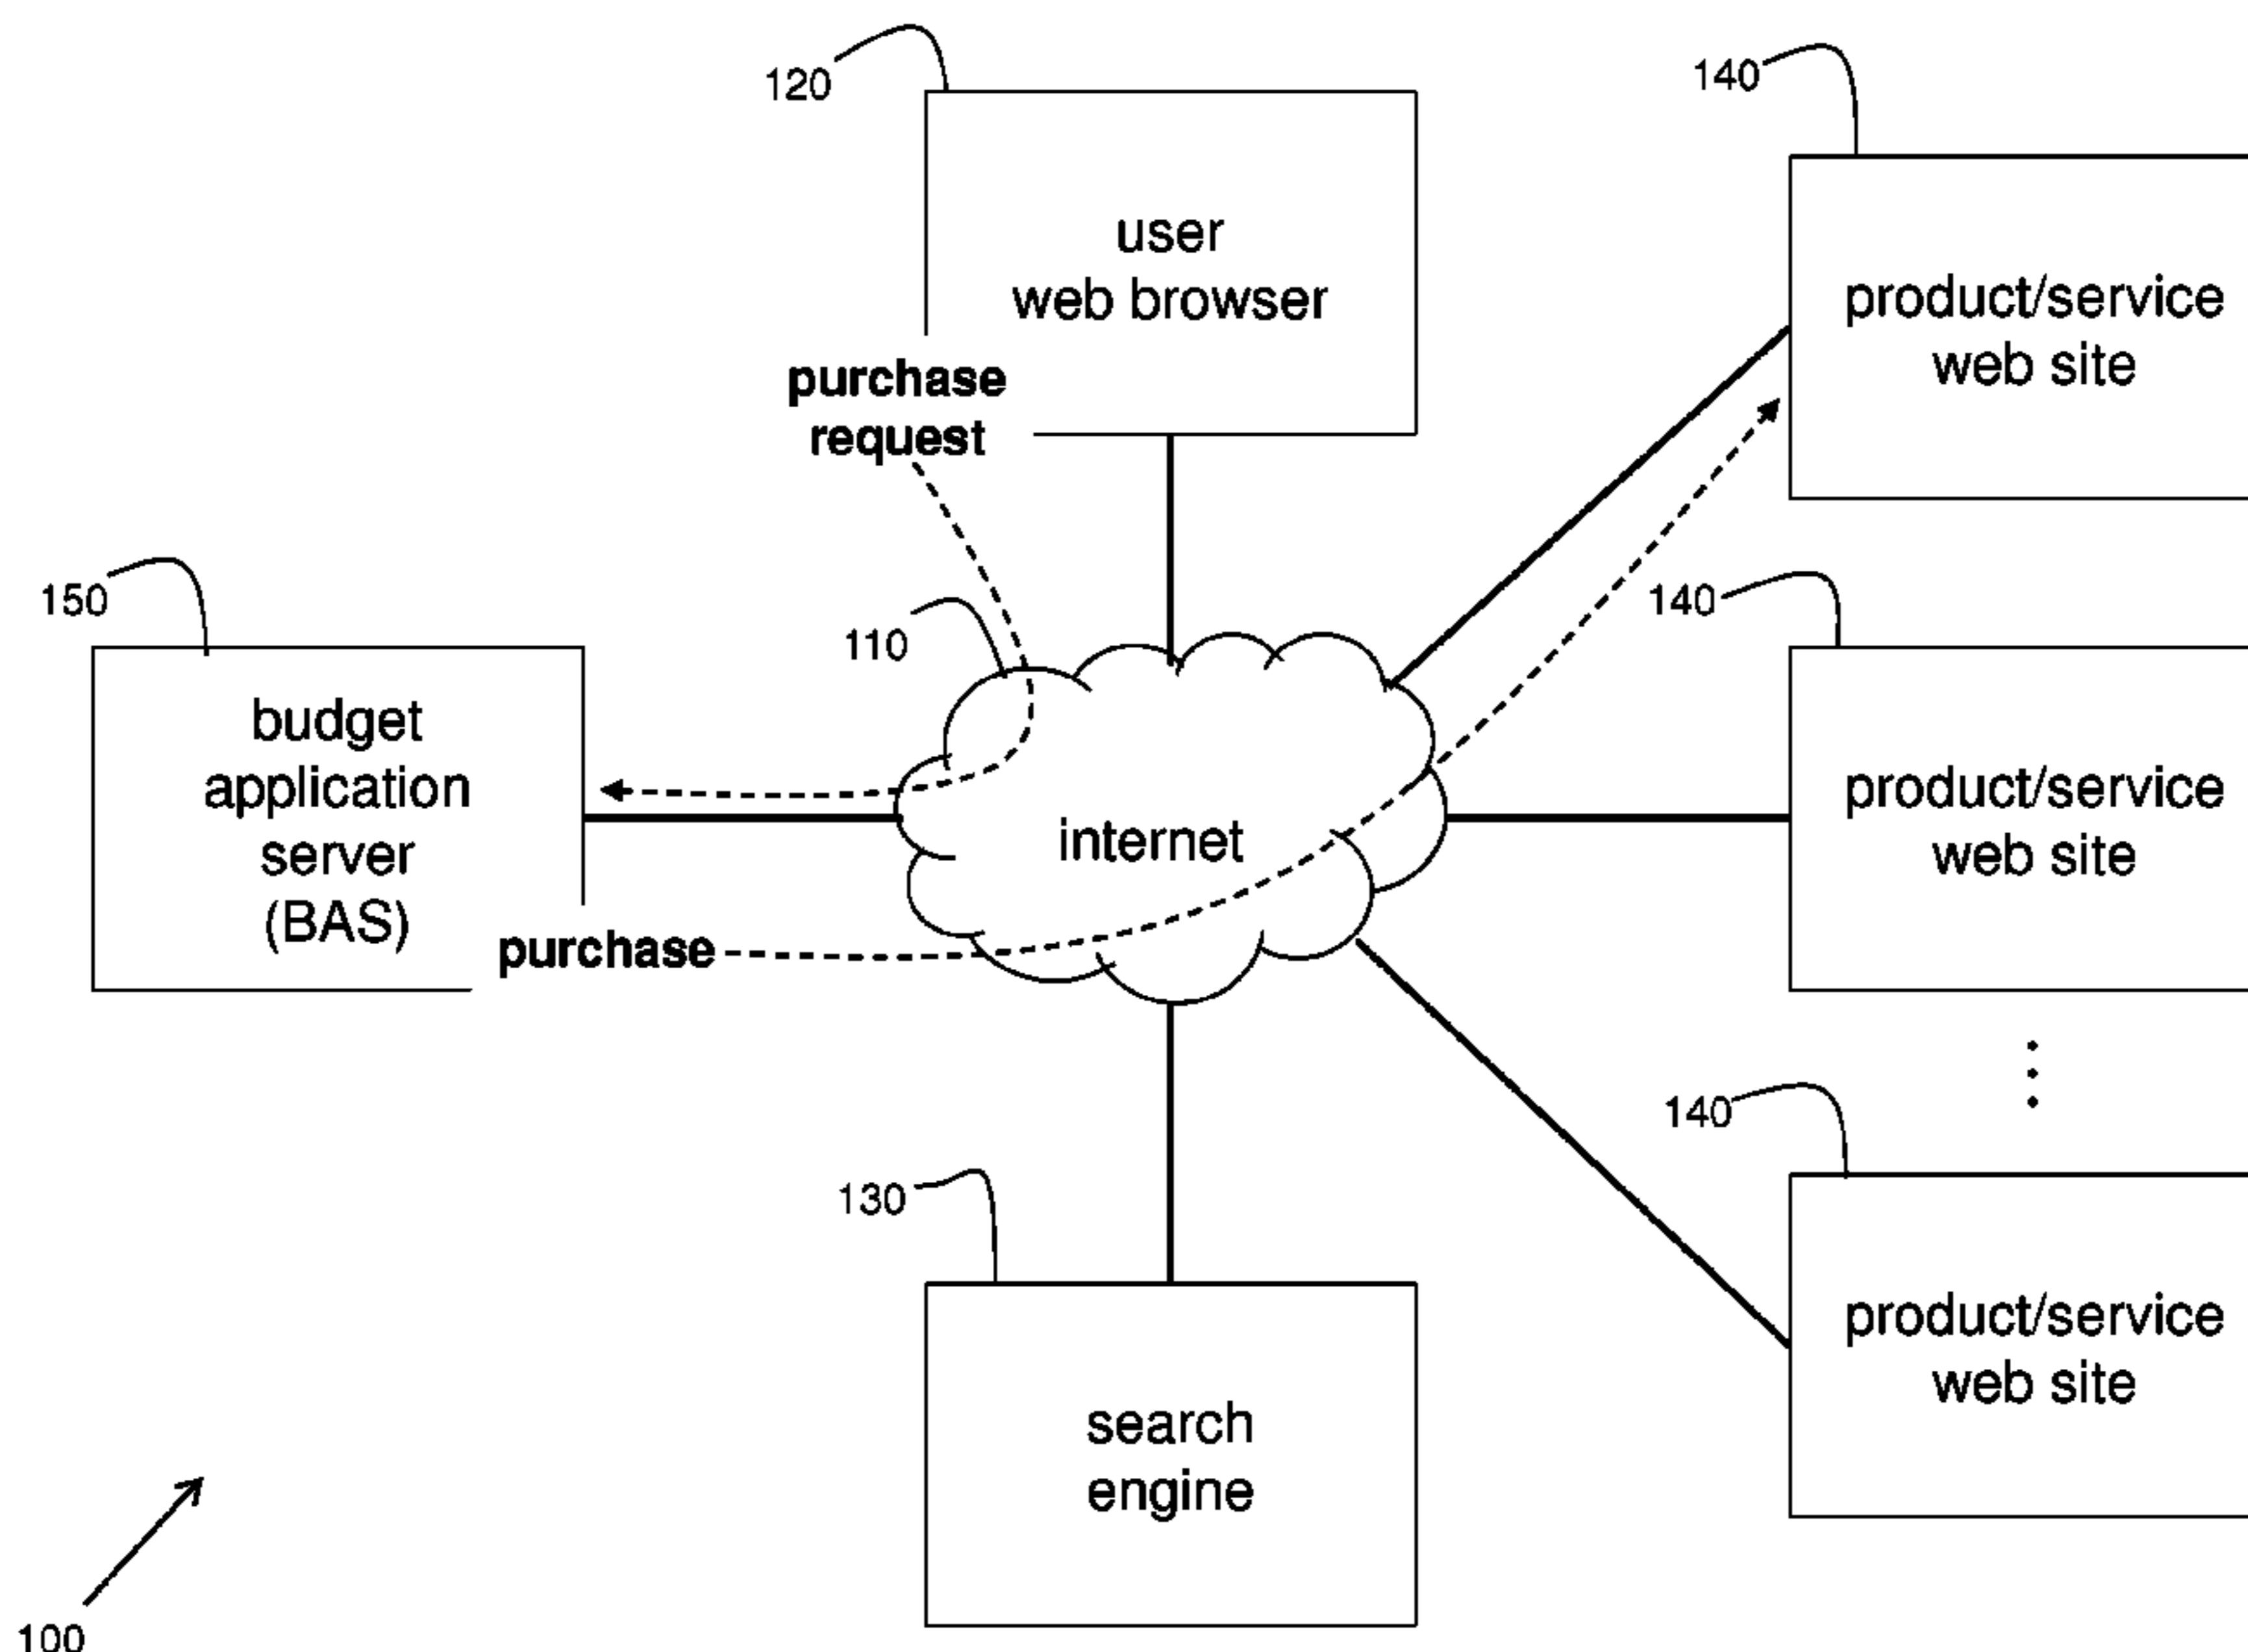 120
140
user
web browser
product/service
web site
purchase
request
150
110
140
budget
application
server
(BAS)
internet
product/service
web site
purchase
140
130
product/service
web site
search
engine
100